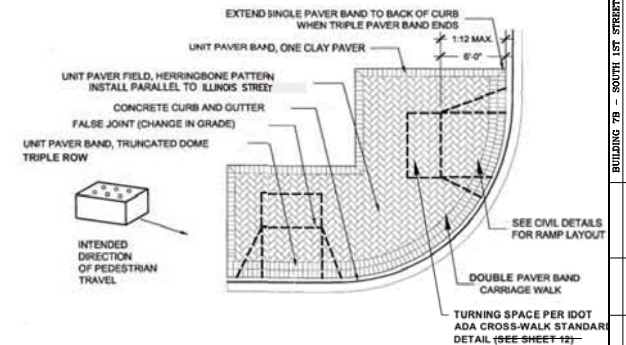 EXTEND SINGLE PAVER BAND TO BACK OF CURB
WHEN TRIPLE PAVER BAND ENDS
1:12 MAX.
UNIT PAVER BAND, ONE CLAY PAVER
6'-0"
UNIT PAVER FIELD, HERRINGBONE PATTERN
INSTALL PARALLEL TO ILLINOIS STREET
CONCRETE CURB AND GUTTER
FALSE JOINT (CHANGE IN GRADE)
UNIT PAVER BAND, TRUNCATED DOME
TRIPLE ROW
INTENDED
DIRECTION
OF PEDESTRIAN
TRAVEL
SEE CIVIL DETAILS
FOR RAMP LAYOUT
DOUBLE PAVER BAND
CARRIAGE WALK
TURNING SPACE PER IDOT
ADA CROSS-WALK STANDARD
DETAIL (SEE SHEET 12)
BUILDING 7B - SOUTH 1ST STREET